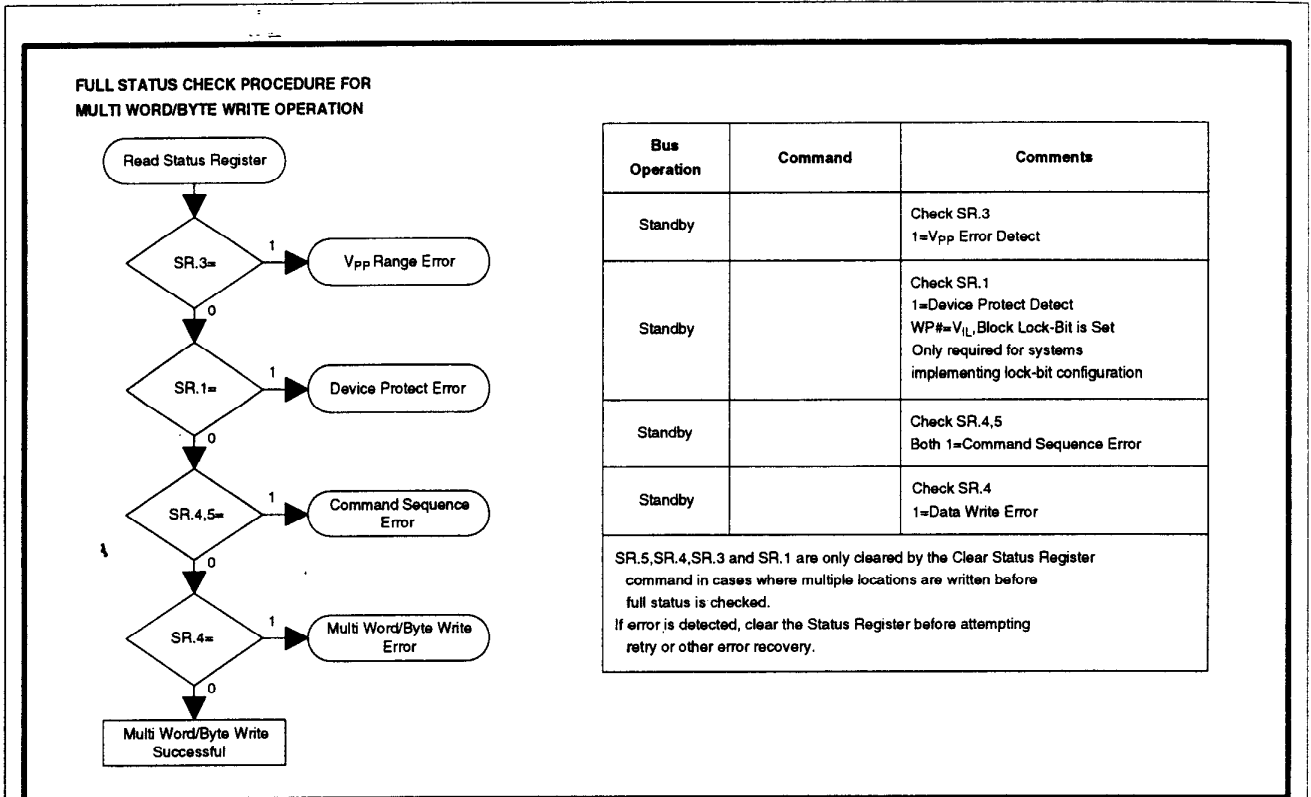 FULL STATUS CHECK PROCEDURE FOR
MULTI WORD/BYTE WRITE OPERATION
Read Status Register
SR.3=
1
VPP Range Error
0
SR.1=
1
Device Protect Error
0
SR.4,5=
1
Command Sequence
Error
0
SR.4=
1
Multi Word/Byte Write
Error
0
Multi Word/Byte Write
Successful
Bus
Operation
Command
Comments
Standby
Check SR.3
1=VPP Error Detect
Standby
Check SR.1
1=Device Protect Detect
WP#=VIL,Block Lock-Bit is Set
Only required for systems
implementing lock-bit configuration
Standby
Check SR.4,5
Both 1=Command Sequence Error
Standby
Check SR.4
1=Data Write Error
SR.5,SR.4,SR.3 and SR.1 are only cleared by the Clear Status Register
command in cases where multiple locations are written before
full status is checked.
If error is detected, clear the Status Register before attempting
retry or other error recovery.